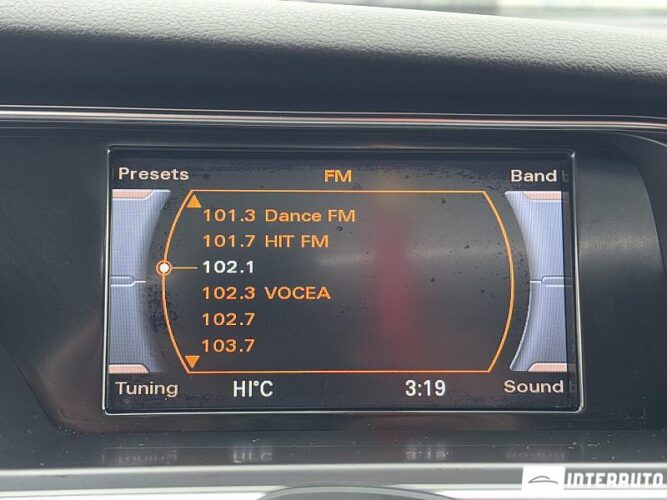 Presets FM Band
101.3 Dance FM
101.7 HIT FM
102.1
102.3 VOCEA
102.7
103.7
Tuning HI°C 3:19 Sound
INTERRUTO